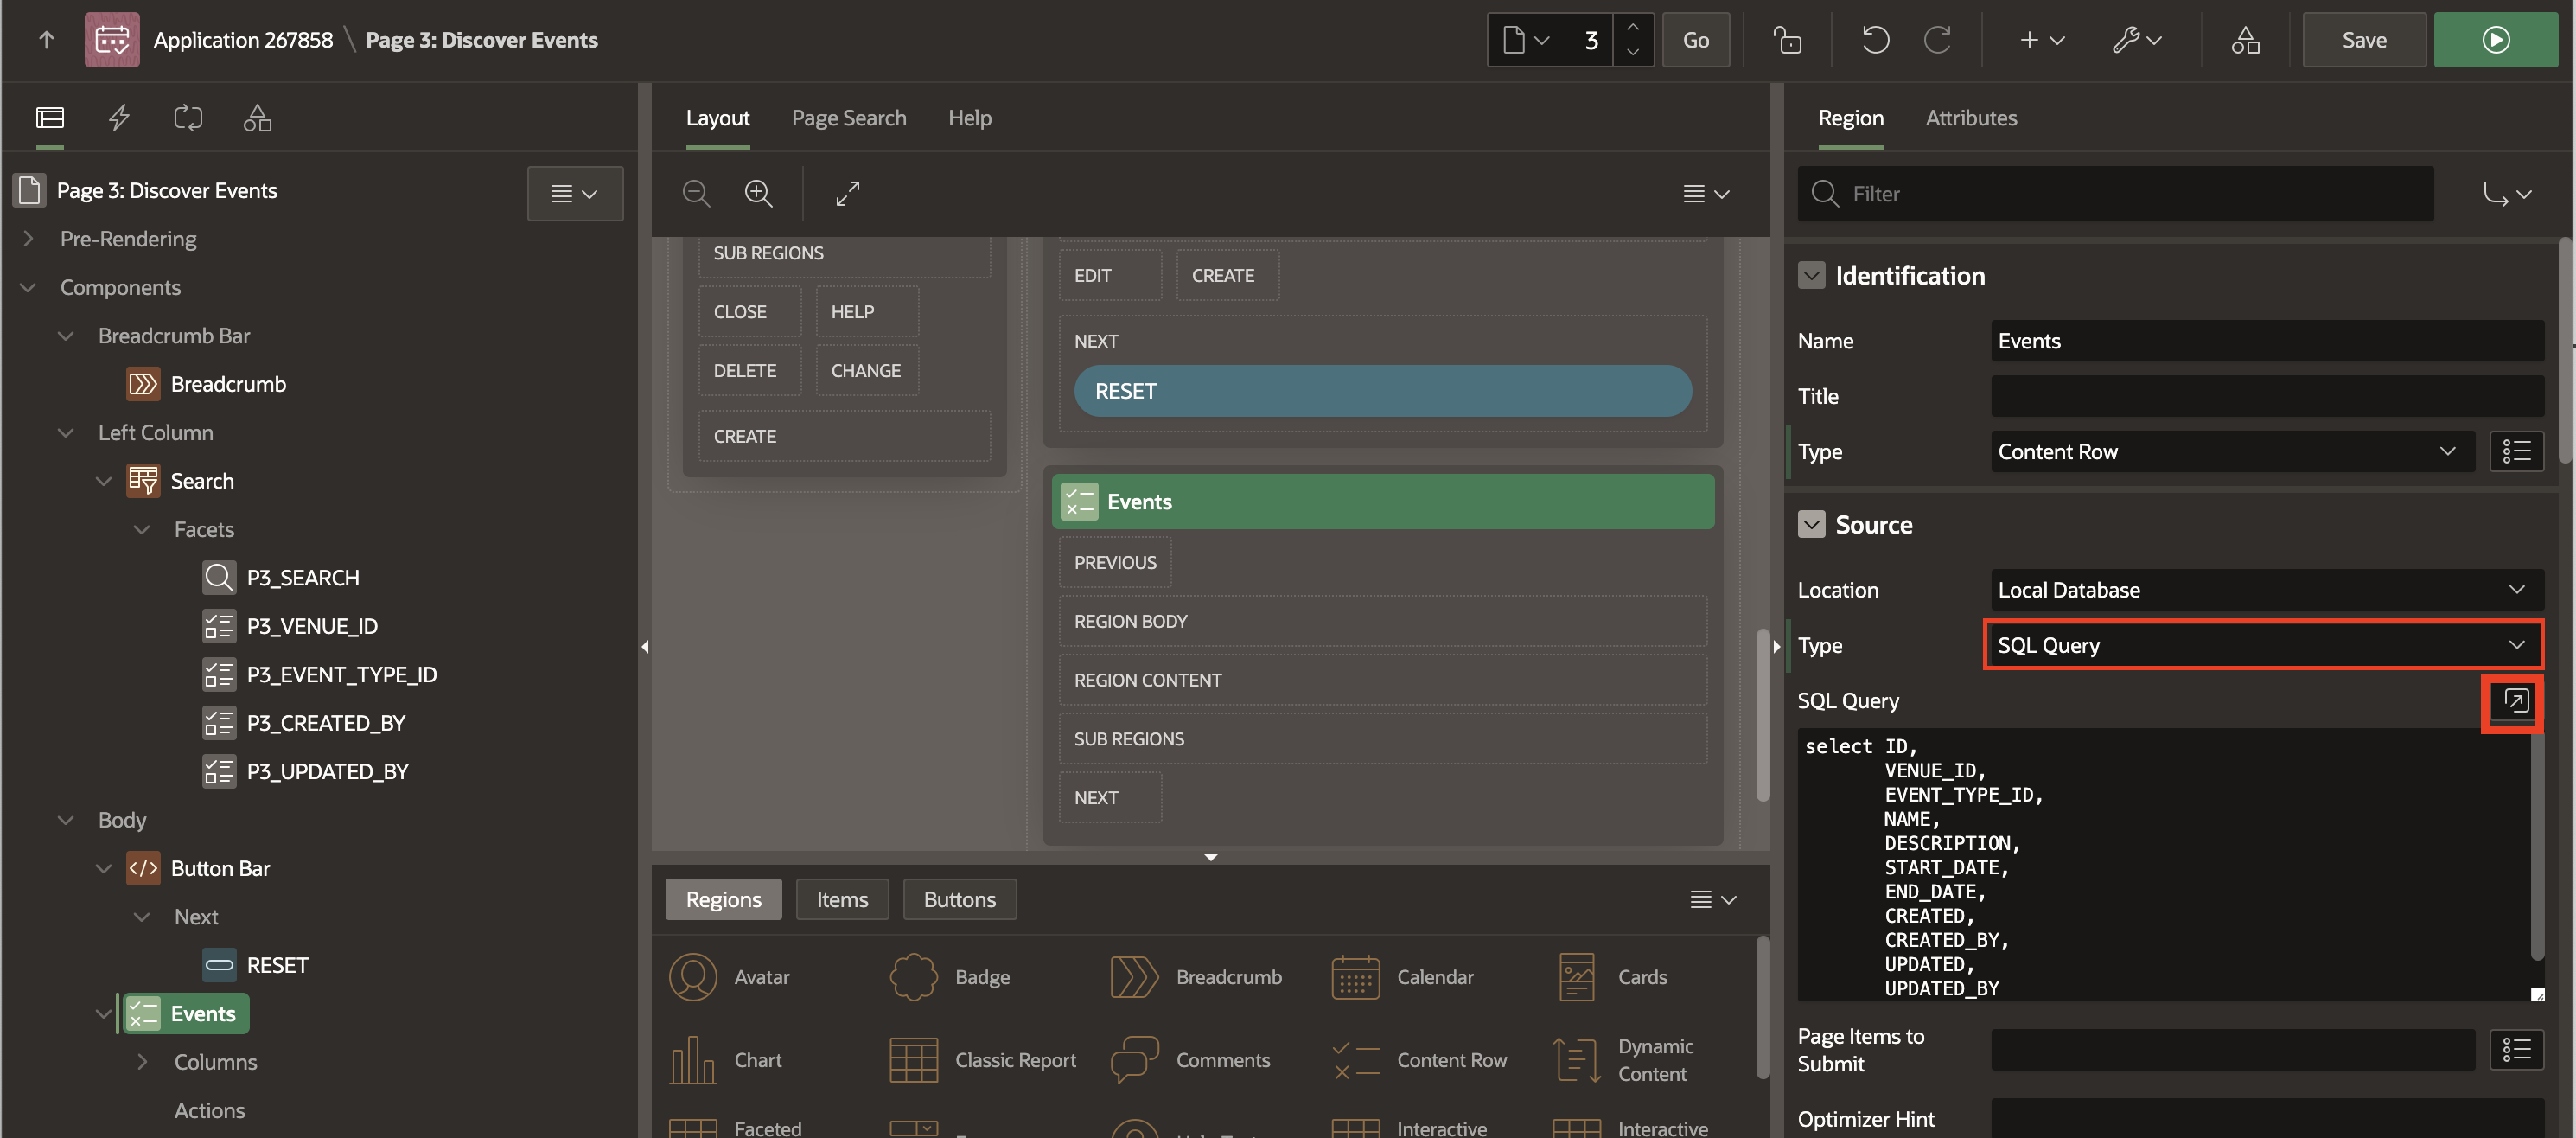 Application 267858 \ Page 3: Discover Events
3
Go
Save
Page 3: Discover Events
Pre-Rendering
Components
Breadcrumb Bar
Breadcrumb
Left Column
Search
Facets
P3_SEARCH
P3_VENUE_ID
P3_EVENT_TYPE_ID
P3_CREATED_BY
P3_UPDATED_BY
Body
Button Bar
Next
RESET
Events
Columns
Actions
Layout Page Search Help
SUB REGIONS
CLOSE HELP
DELETE CHANGE
CREATE
EDIT CREATE
NEXT
RESET
Events
PREVIOUS
REGION BODY
REGION CONTENT
SUB REGIONS
NEXT
Regions Items Buttons
Avatar Badge Breadcrumb Calendar Cards
Chart Classic Report Comments Content Row Dynamic
Content
Faceted Interactive Interactive
Region Attributes
Filter
Identification
Name Events
Title
Type Content Row
Source
Location Local Database
Type SQL Query
SQL Query
select ID,
VENUE_ID,
EVENT_TYPE_ID,
NAME,
DESCRIPTION,
START_DATE,
END_DATE,
CREATED,
CREATED_BY,
UPDATED,
UPDATED_BY
Page Items to
Submit
Optimizer Hint